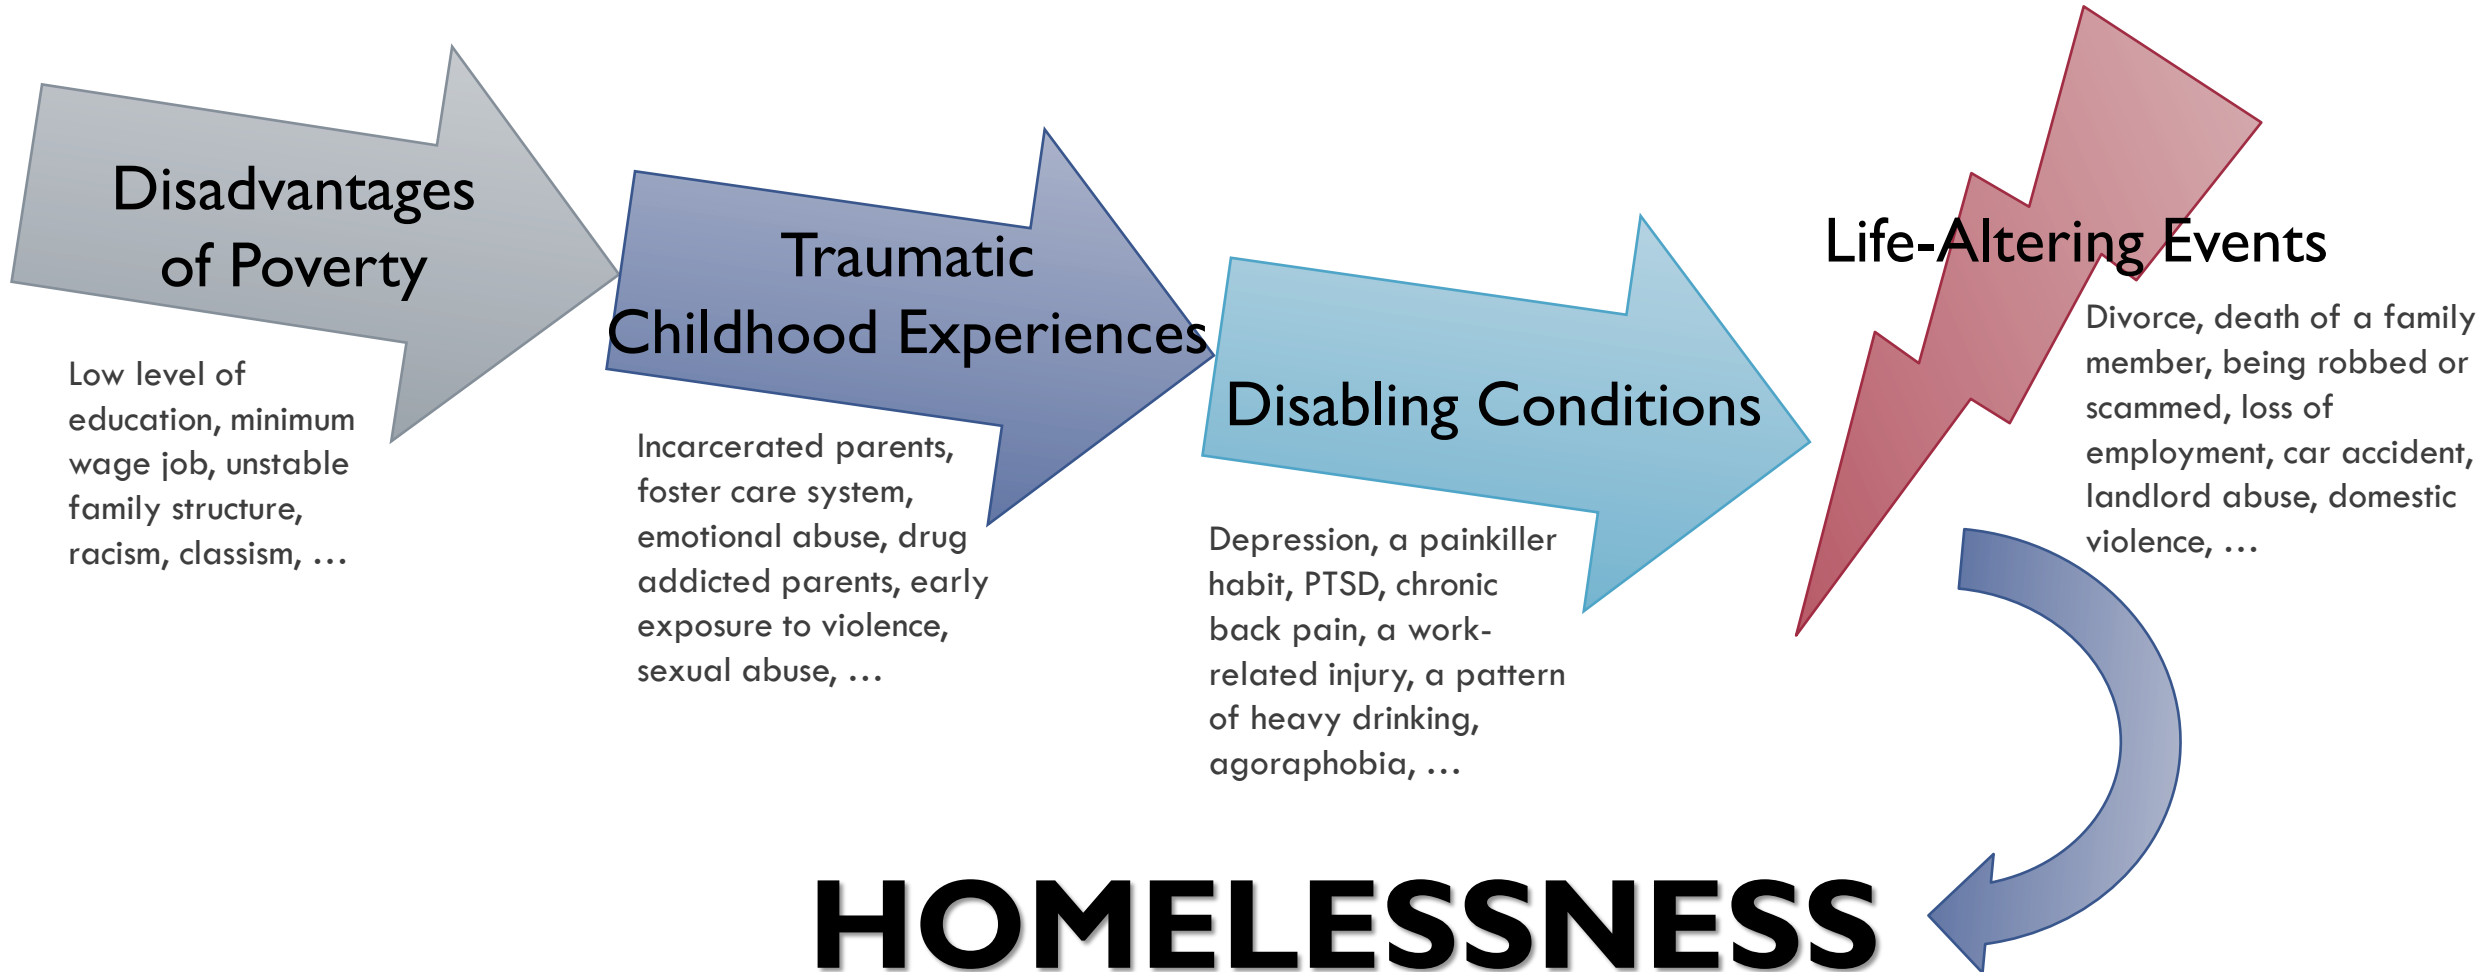 Disadvantages
of Poverty
Low level of
education, minimum
wage job, unstable
family structure,
racism, classism, …
Traumatic
Childhood Experiences
Incarcerated parents,
foster care system,
emotional abuse, drug
addicted parents, early
exposure to violence,
sexual abuse, …
Disabling Conditions
Depression, a painkiller
habit, PTSD, chronic
back pain, a work-
related injury, a pattern
of heavy drinking,
agoraphobia, …
Life-Altering Events
Divorce, death of a family
member, being robbed or
scammed, loss of
employment, car accident,
landlord abuse, domestic
violence, …
HOMELESSNESS